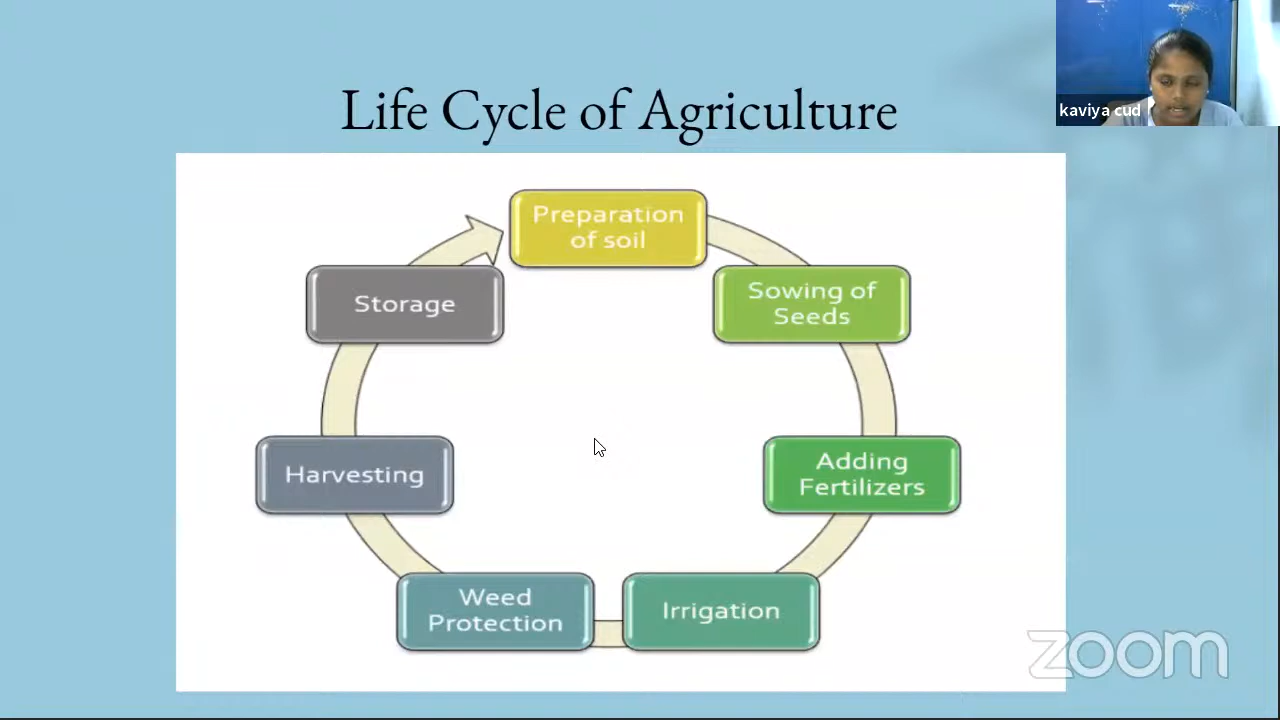 Life Cycle of Agriculture
kaviya cud
Preparation
of soil
Sowing of
Seeds
Adding
Fertilizers
Irrigation
Weed
Protection
Harvesting
Storage
zoom